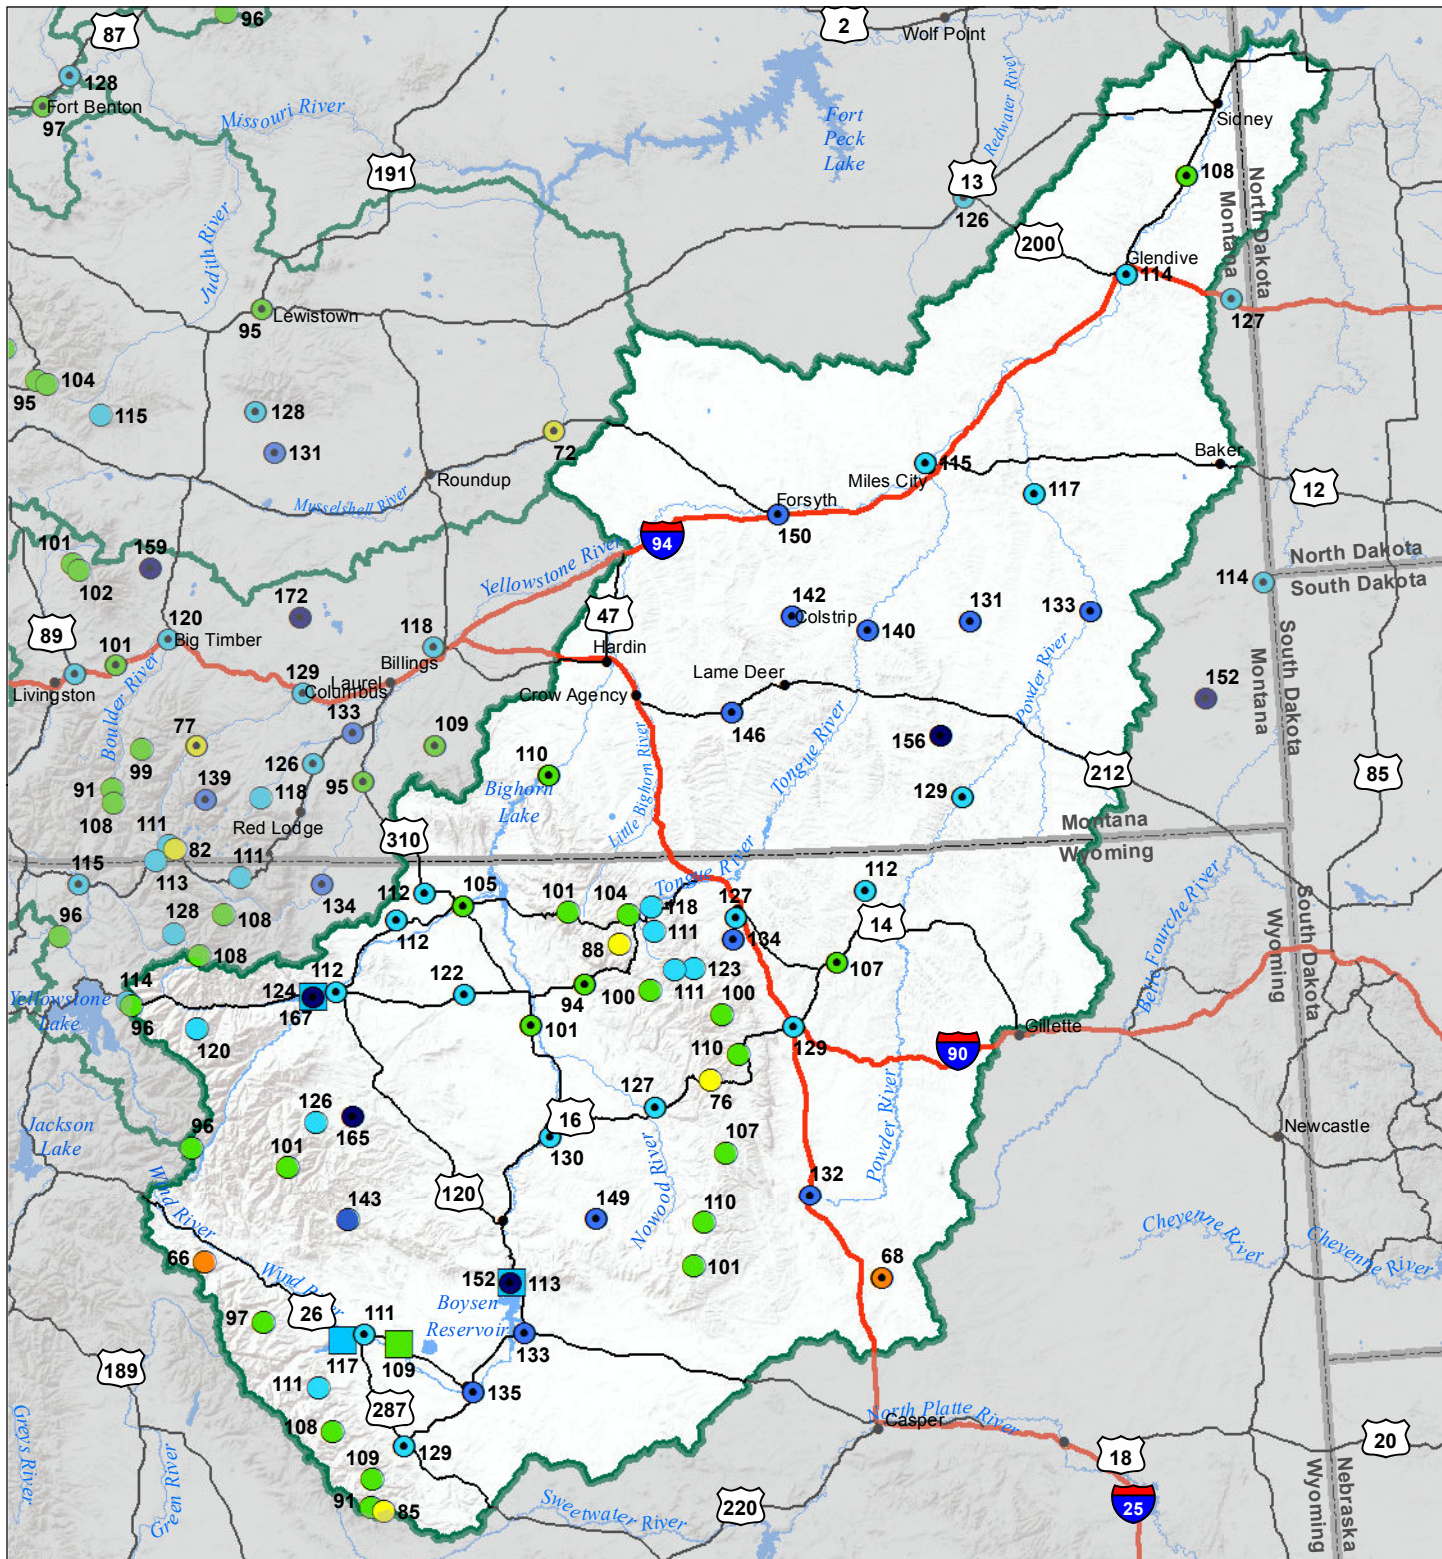 96
87
2
Wolf Point
128
Fort Benton
97
Missouri River
Fort
Peck
Lake
Redwater River
Sidney
191
13
108
126
North Dakota
Montana
Judith River
200
Glendive
114
127
95
Lewistown
104
95
115
128
131
72
Roundup
Musselshell River
Miles City
115
Baker
117
12
Forsyth
150
94
Yellowstone River
101
102
159
172
North Dakota
South Dakota
114
89
120
Big Timber
101
Livingston
118
Billings
Laurel
129
Columbus
47
Hardin
Crow Agency
142
Colstrip
140
131
133
Lame Deer
146
Powder River
South Dakota
Montana
152
Boulder River
77
99
91
108
139
126
133
109
118
95
Red Lodge
110
Bighorn
Lake
Little Bighorn River
Tongue River
156
129
212
85
111
82
113
115
111
310
Montana
Wyoming
Tongue River
96
128
108
134
108
112
112
105
101
104
118
111
88
127
134
112
14
107
Belle Fourche River
South Dakota
Wyoming
Yellowstone
Lake
114
96
120
124
167
112
122
94
101
100
111
123
100
110
76
129
90
Gillette
Newcastle
Jackson
Lake
96
126
165
101
143
127
16
130
107
Nowood River
149
110
101
120
132
Powder River
68
Wind River
66
Wind River
97
26
111
117
109
152
113
Boysen
Reservoir
133
135
287
129
111
108
109
91
85
Cheyenne River
Cheyenne River
189
Greys River
Green River
Sweetwater River
220
North Platte River
Casper
18
25
20
Nebraska
Wyoming